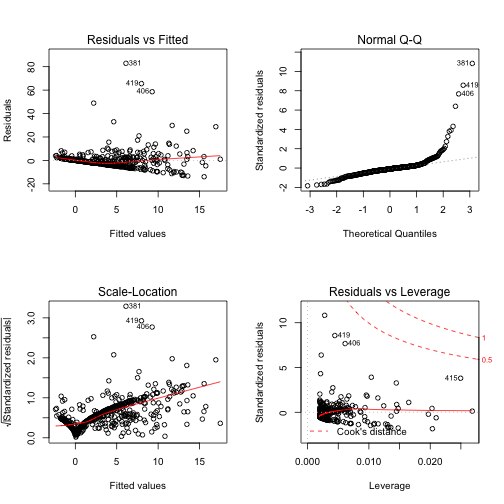 Residuals vs Fitted
Residuals
80
60
40
20
0
-20
381
419
406
0 5 10 15
Fitted values
Normal Q-Q
Standardized residuals
10
8
6
4
2
0
-2
381
419
406
-3 -2 -1 0 1 2 3
Theoretical Quantiles
Scale-Location
√|Standardized residuals|
3.0
2.0
1.0
0.0
381
419
406
0 5 10 15
Fitted values
Residuals vs Leverage
Standardized residuals
10
5
0
419
406
415
1
0.5
Cook's distance
0.000 0.010 0.020
Leverage